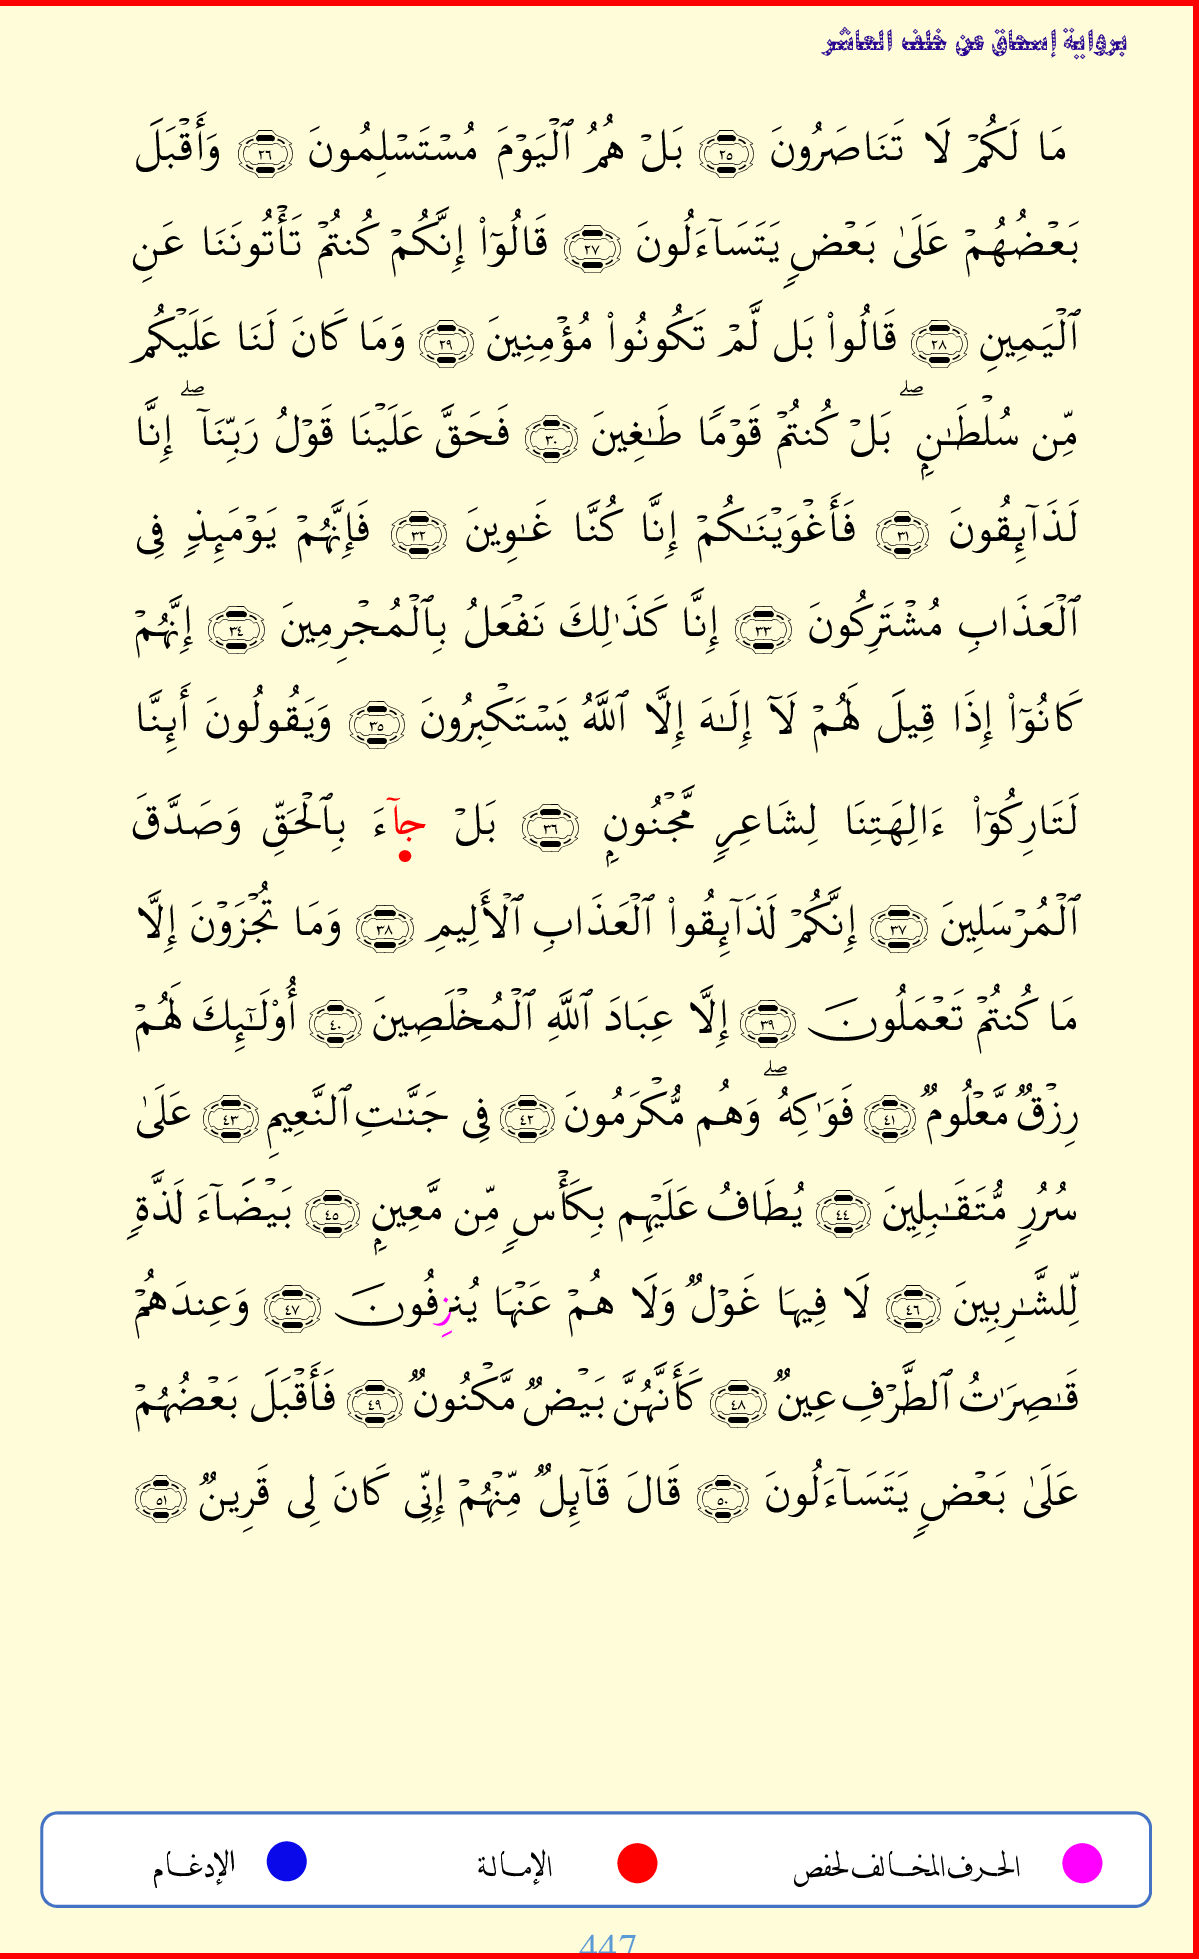 برواية إسحاق عن خلف العاشر
مَا لَكُمۡ لَا تَنَاصَرُونَ ٢٥ بَلۡ هُمُ ٱلۡيَوۡمَ مُسۡتَسۡلِمُونَ ٢٦ وَأَقۡبَلَ
بَعۡضُهُمۡ عَلَىٰ بَعۡضٖ يَتَسَآءَلُونَ ٢٧ قَالُوٓاْ إِنَّكُمۡ كُنتُمۡ تَأۡتُونَنَا عَنِ
ٱلۡيَمِينِ ٢٨ قَالُواْ بَل لَّمۡ تَكُونُواْ مُؤۡمِنِينَ ٢٩ وَمَا كَانَ لَنَا عَلَيۡكُم
مِّن سُلۡطَٰنِۭۖ بَلۡ كُنتُمۡ قَوۡمٗا طَٰغِينَ ٣٠ فَحَقَّ عَلَيۡنَا قَوۡلُ رَبِّنَآۖ إِنَّا
لَذَآئِقُونَ ٣١ فَأَغۡوَيۡنَٰكُمۡ إِنَّا كُنَّا غَٰوِينَ ٣٢ فَإِنَّهُمۡ يَوۡمَئِذٖ فِي
ٱلۡعَذَابِ مُشۡتَرِكُونَ ٣٣ إِنَّا كَذَٰلِكَ نَفۡعَلُ بِٱلۡمُجۡرِمِينَ ٣٤ إِنَّهُمۡ
كَانُوٓاْ إِذَا قِيلَ لَهُمۡ لَآ إِلَٰهَ إِلَّا ٱللَّهُ يَسۡتَكۡبِرُونَ ٣٥ وَيَقُولُونَ أَئِنَّا
لَتَارِكُوٓاْ ءَالِهَتِنَا لِشَاعِرٖ مَّجۡنُونِۭ ٣٦ بَلۡ جآءَ بِٱلۡحَقِّ وَصَدَّقَ
ٱلۡمُرۡسَلِينَ ٣٧ إِنَّكُمۡ لَذَآئِقُواْ ٱلۡعَذَابِ ٱلۡأَلِيمِ ٣٨ وَمَا تُجۡزَوۡنَ إِلَّا
مَا كُنتُمۡ تَعۡمَلُونَ ٣٩ إِلَّا عِبَادَ ٱللَّهِ ٱلۡمُخۡلَصِينَ ٤٠ أُوْلَٰٓئِكَ لَهُمۡ
رِزۡقٞ مَّعۡلُومٞ ٤١ فَوَٰكِهُۖ وَهُم مُّكۡرَمُونَ ٤٢ فِي جَنَّٰتِ ٱلنَّعِيمِ ٤٣ عَلَىٰ
سُرُرٖ مُّتَقَٰبِلِينَ ٤٤ يُطَافُ عَلَيۡهِم بِكَأۡسٖ مِّن مَّعِينِۭ ٤٥ بَيۡضَآءَ لَذَّةٖ
لِّلشَّٰرِبِينَ ٤٦ لَا فِيهَا غَوۡلٞ وَلَا هُمۡ عَنۡهَا يُنزِفُونَ ٤٧ وَعِندَهُمۡ
قَٰصِرَٰتُ ٱلطَّرۡفِ عِينٞ ٤٨ كَأَنَّهُنَّ بَيۡضٞ مَّكۡنُونٞ ٤٩ فَأَقۡبَلَ بَعۡضُهُمۡ
عَلَىٰ بَعۡضٖ يَتَسَآءَلُونَ ٥٠ قَالَ قَآئِلٞ مِّنۡهُمۡ إِنِّي كَانَ لِي قَرِينٞ ٥١
الحرف المخالف لحفص الإمالة الإدغام
447